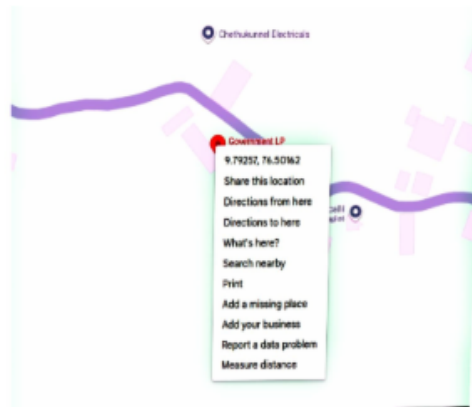 Chethukunnel Electricals
Government LP
9.79257, 76.50162
Share this location
Directions from here
Directions to here
What's here?
Search nearby
Print
Add a missing place
Add your business
Report a data problem
Measure distance